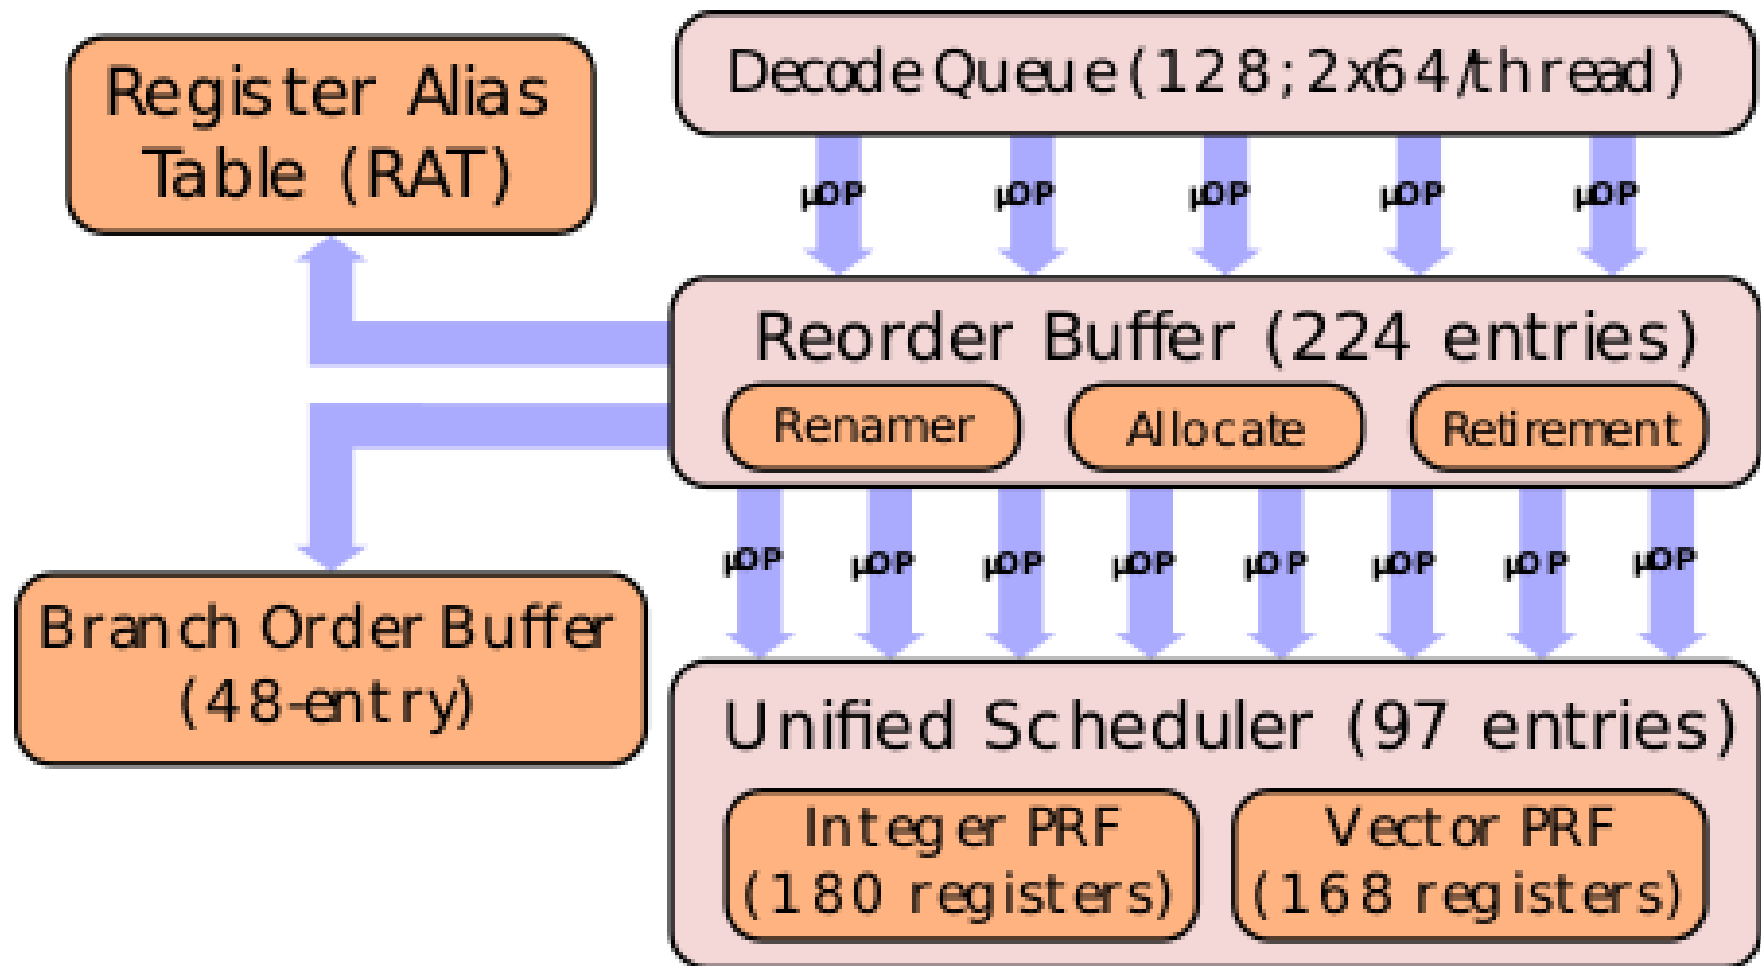 Register Alias
Table (RAT)
Decode Queue (128; 2x64/thread)
µOP µOP µOP µOP µOP
Reorder Buffer (224 entries)
Renamer Allocate Retirement
µOP µOP µOP µOP µOP µOP µOP µOP
Branch Order Buffer
(48-entry)
Unified Scheduler (97 entries)
Integer PRF
(180 registers)
Vector PRF
(168 registers)